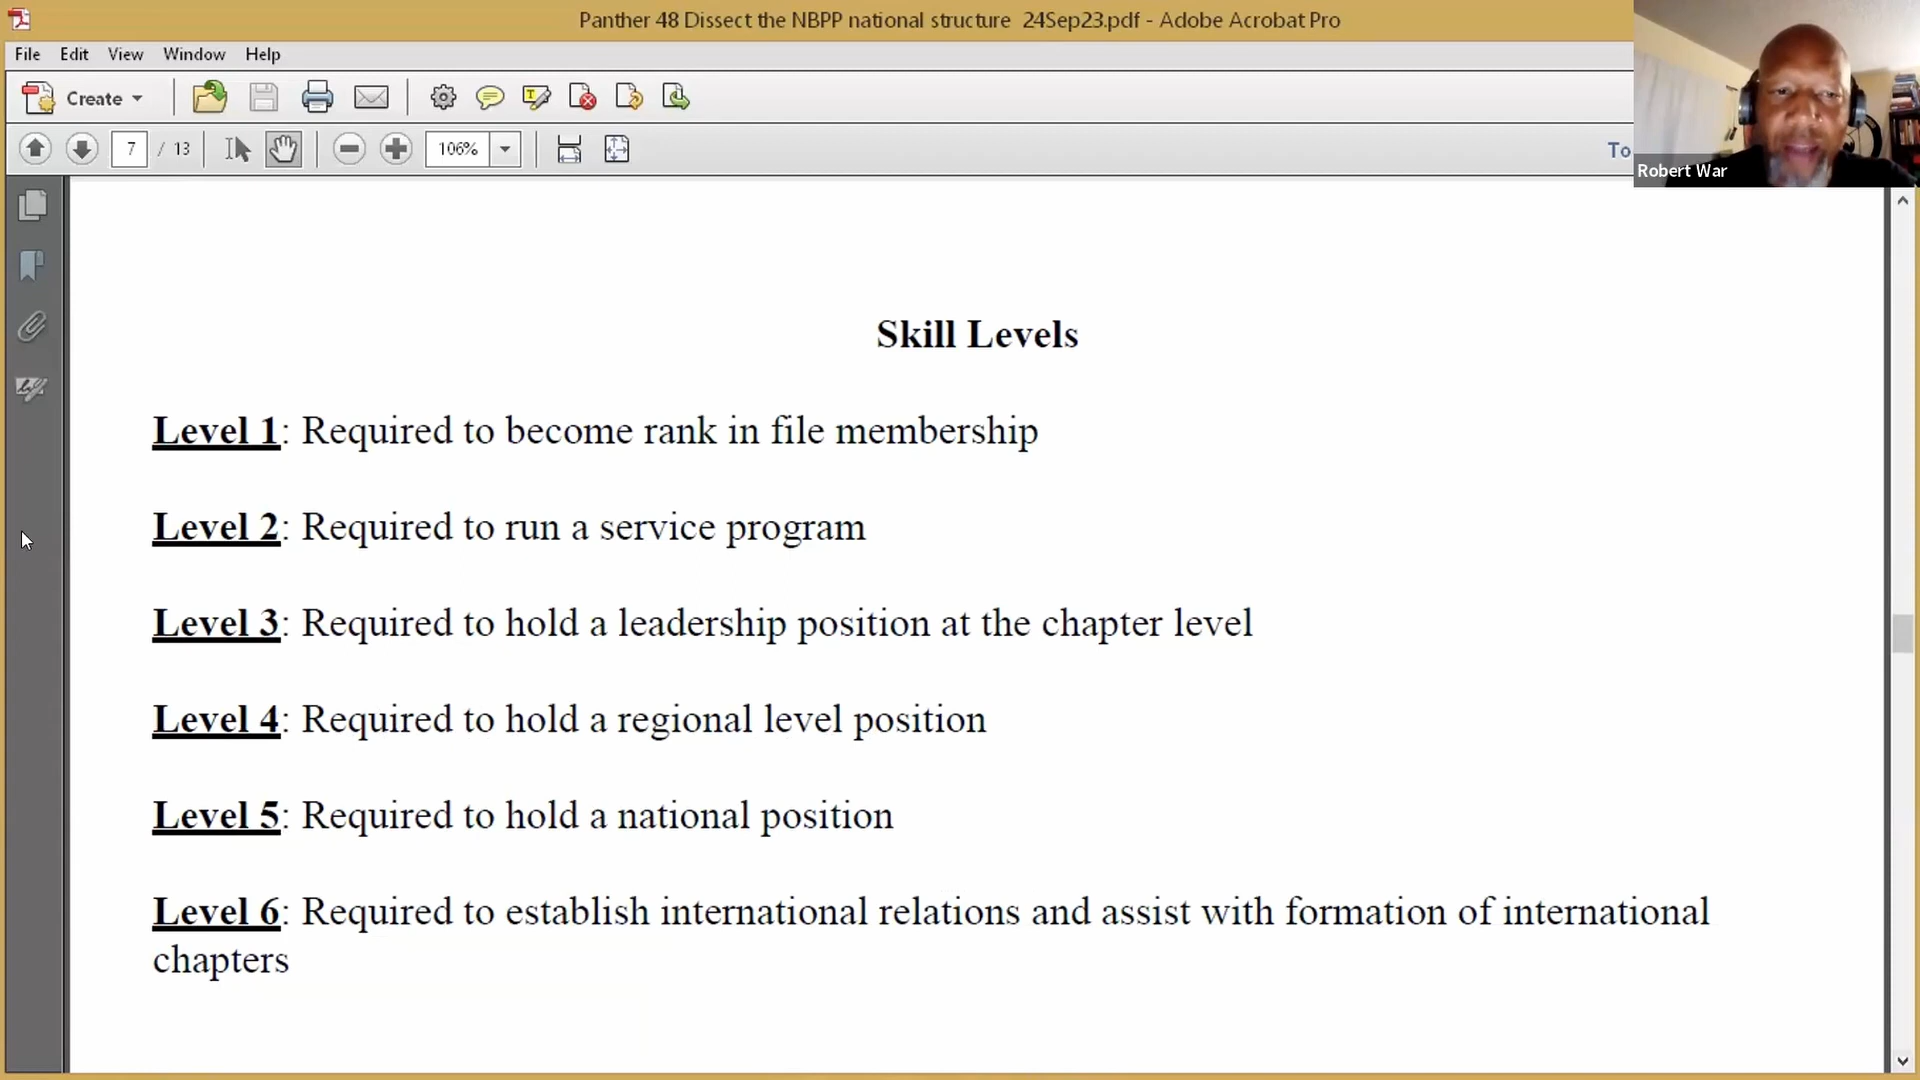 Panther 48 Dissect the NBPP national structure 24Sep23.pdf - Adobe Acrobat Pro
File Edit View Window Help
Create
7 / 13 106% To
Robert War
Skill Levels
Level 1: Required to become rank in file membership
Level 2: Required to run a service program
Level 3: Required to hold a leadership position at the chapter level
Level 4: Required to hold a regional level position
Level 5: Required to hold a national position
Level 6: Required to establish international relations and assist with formation of international
chapters